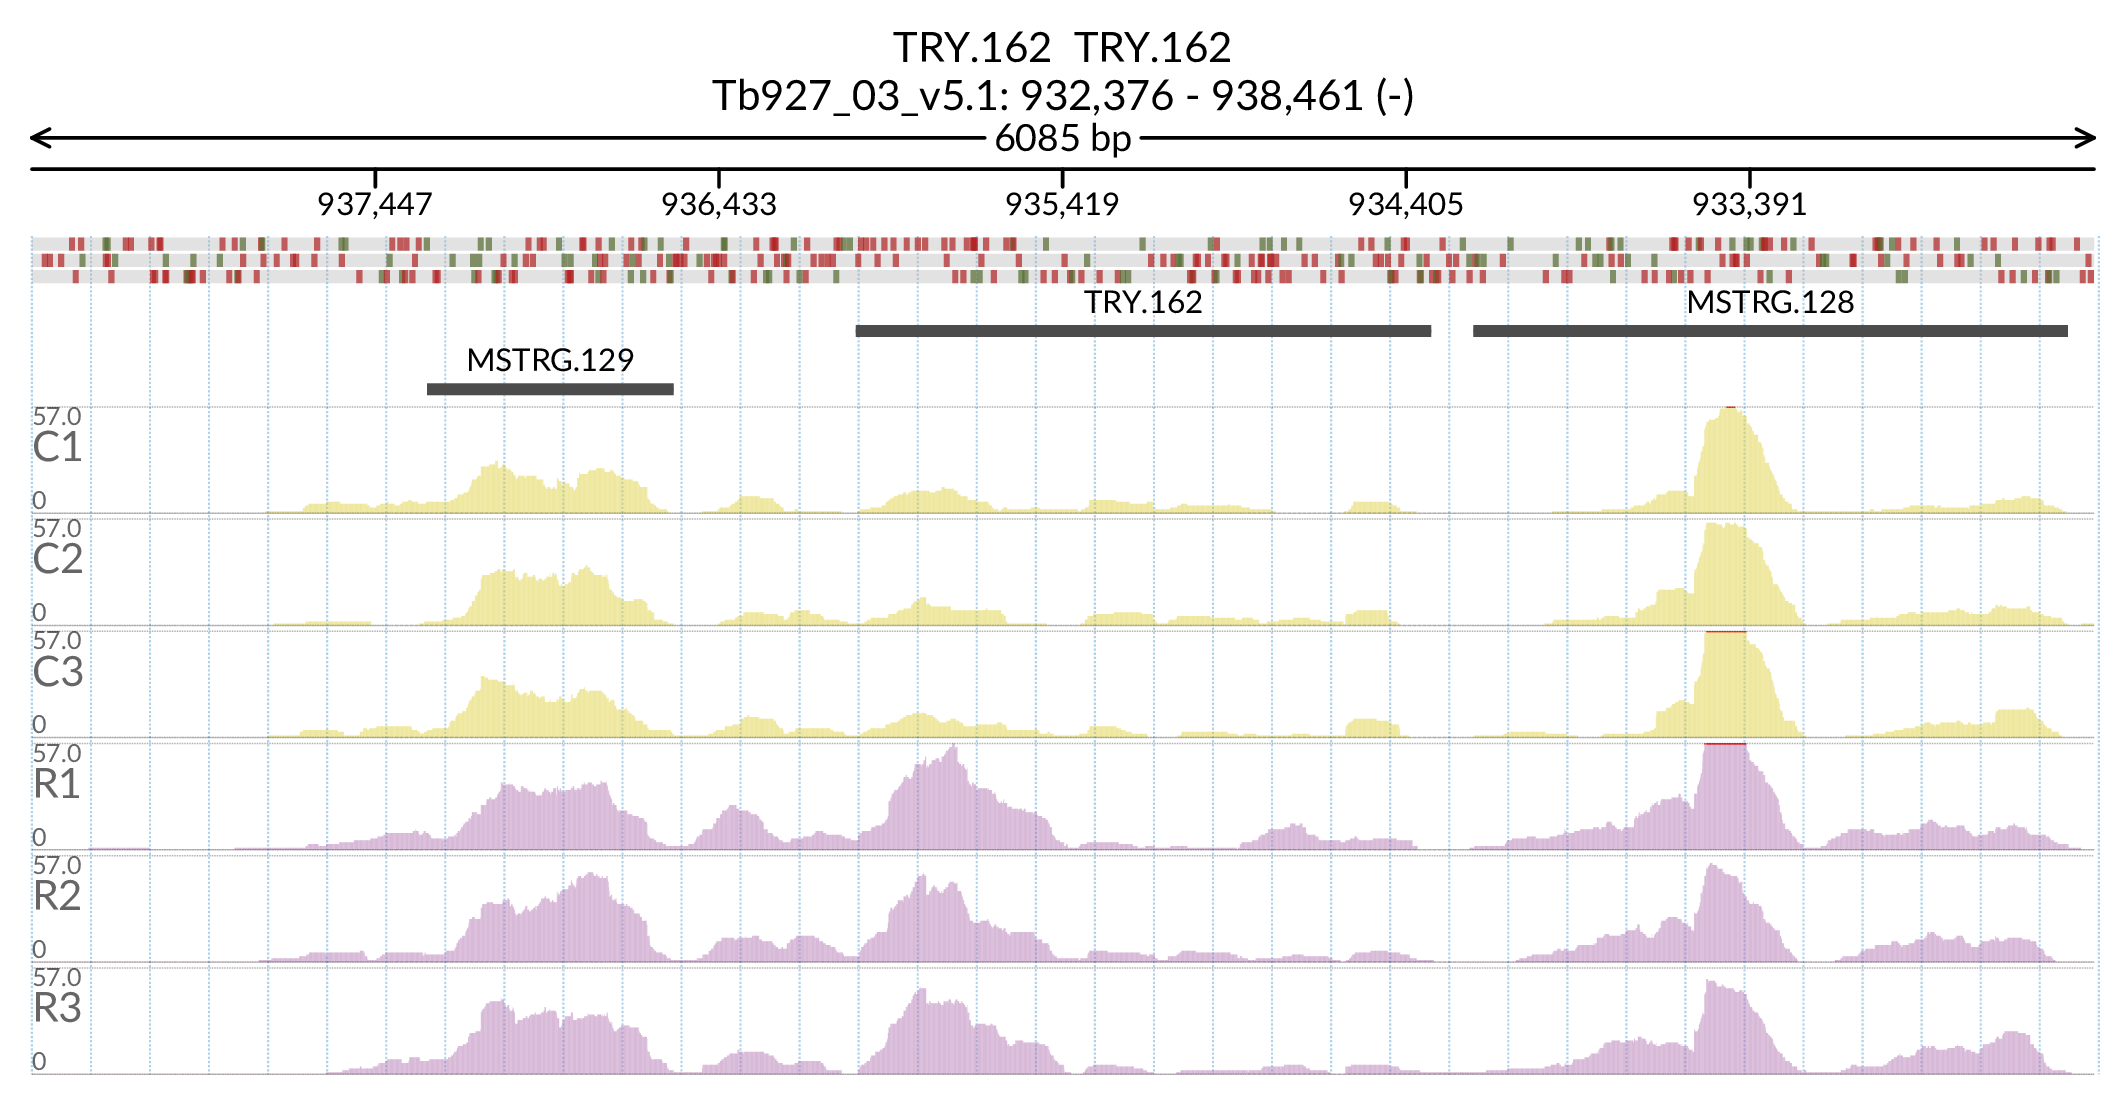 TRY.162 TRY.162
Tb927_03_v5.1: 932,376 - 938,461 (-)
6085 bp
937,447 936,433 935,419 934,405 933,391
TRY.162 MSTRG.128
MSTRG.129
57.0
C1
0
57.0
C2
0
57.0
C3
0
57.0
R1
0
57.0
R2
0
57.0
R3
0